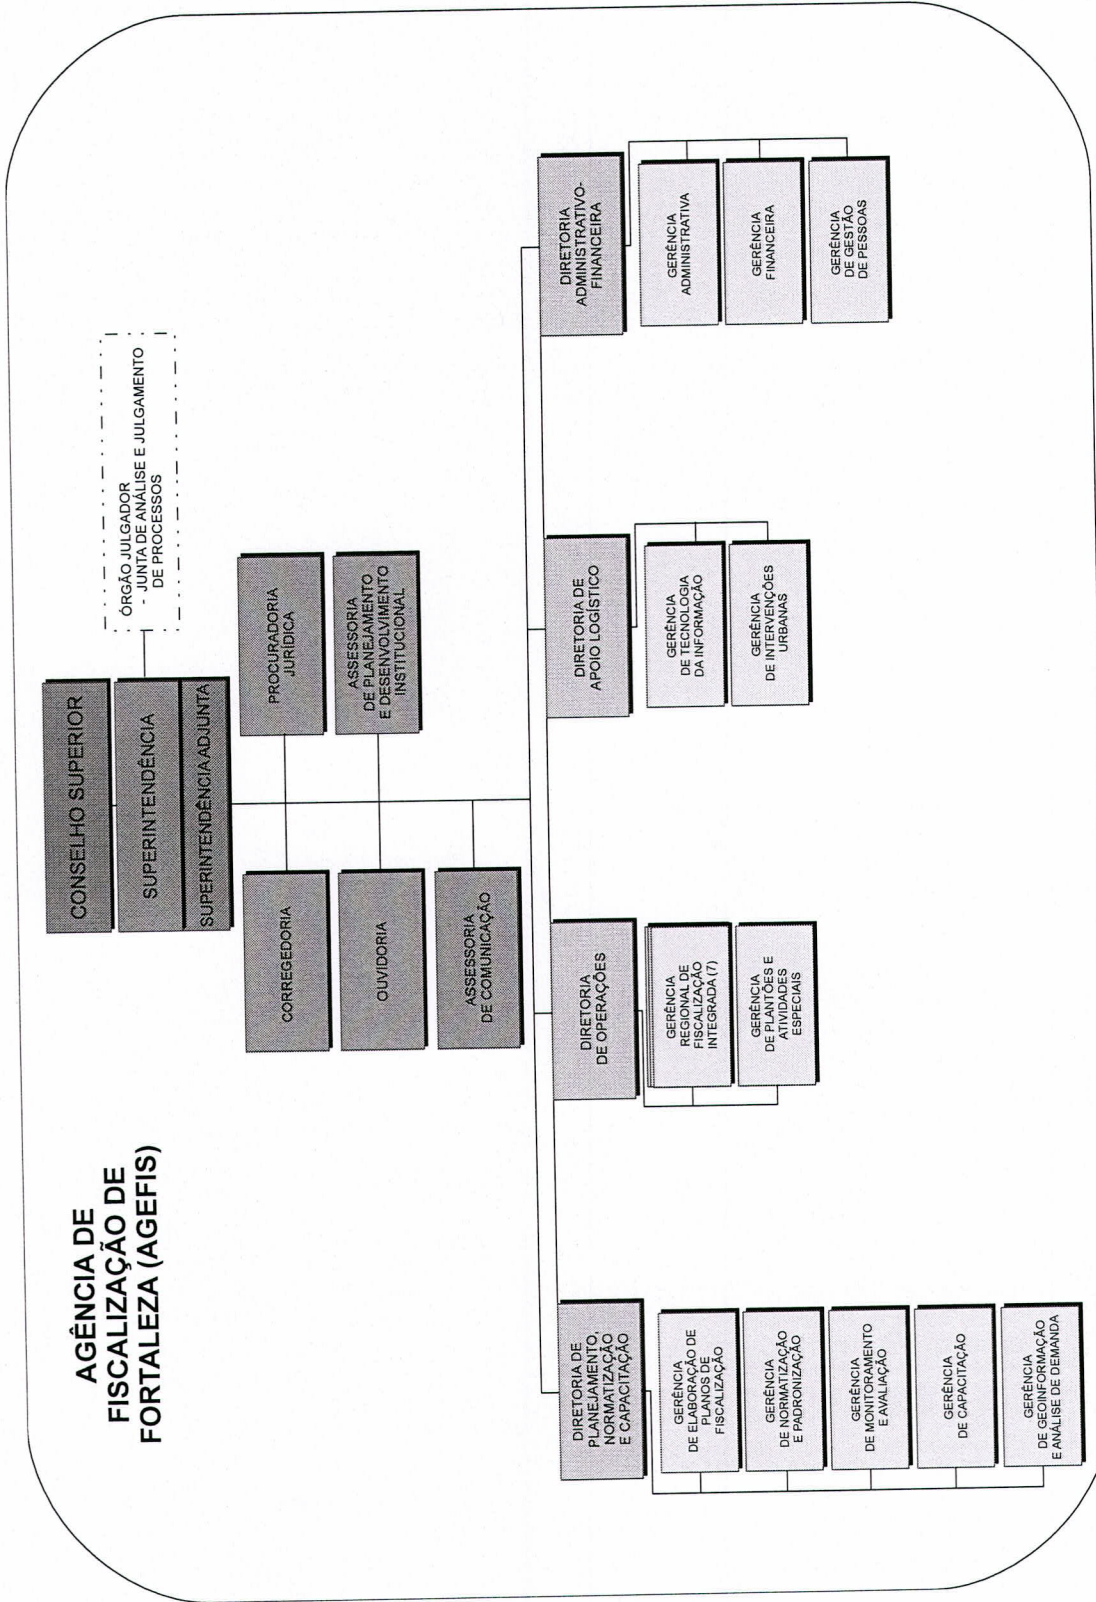 AGÊNCIA DE
FISCALIZAÇÃO DE
FORTALEZA (AGEFIS)
CONSELHO SUPERIOR
SUPERINTENDÊNCIA
SUPERINTENDÊNCIA ADJUNTA
ÓRGÃO JULGADOR
- JUNTA DE ANÁLISE E JULGAMENTO
DE PROCESSOS
CORREGEDORIA
PROCURADORIA
JURÍDICA
OUVIDORIA
ASSESSORIA
DE PLANEJAMENTO
E DESENVOLVIMENTO
INSTITUCIONAL
ASSESSORIA
DE COMUNICAÇÃO
DIRETORIA DE
PLANEJAMENTO,
NORMATIZAÇÃO
E CAPACITAÇÃO
GERÊNCIA
DE ELABORAÇÃO DE
PLANOS DE
FISCALIZAÇÃO
GERÊNCIA
DE NORMATIZAÇÃO
E PADRONIZAÇÃO
GERÊNCIA
DE MONITORAMENTO
E AVALIAÇÃO
GERÊNCIA
DE CAPACITAÇÃO
GERÊNCIA
DE GEOINFORMAÇÃO
E ANÁLISE DE DEMANDA
DIRETORIA
DE OPERAÇÕES
GERÊNCIA
REGIONAL DE
FISCALIZAÇÃO
INTEGRADA (7)
GERÊNCIA
DE PLANTÕES E
ATIVIDADES
ESPECIAIS
DIRETORIA DE
APOIO LOGÍSTICO
GERÊNCIA
DE TECNOLOGIA
DA INFORMAÇÃO
GERÊNCIA
DE INTERVENÇÕES
URBANAS
DIRETORIA
ADMINISTRATIVO-
FINANCEIRA
GERÊNCIA
ADMINISTRATIVA
GERÊNCIA
FINANCEIRA
GERÊNCIA
DE GESTÃO
DE PESSOAS